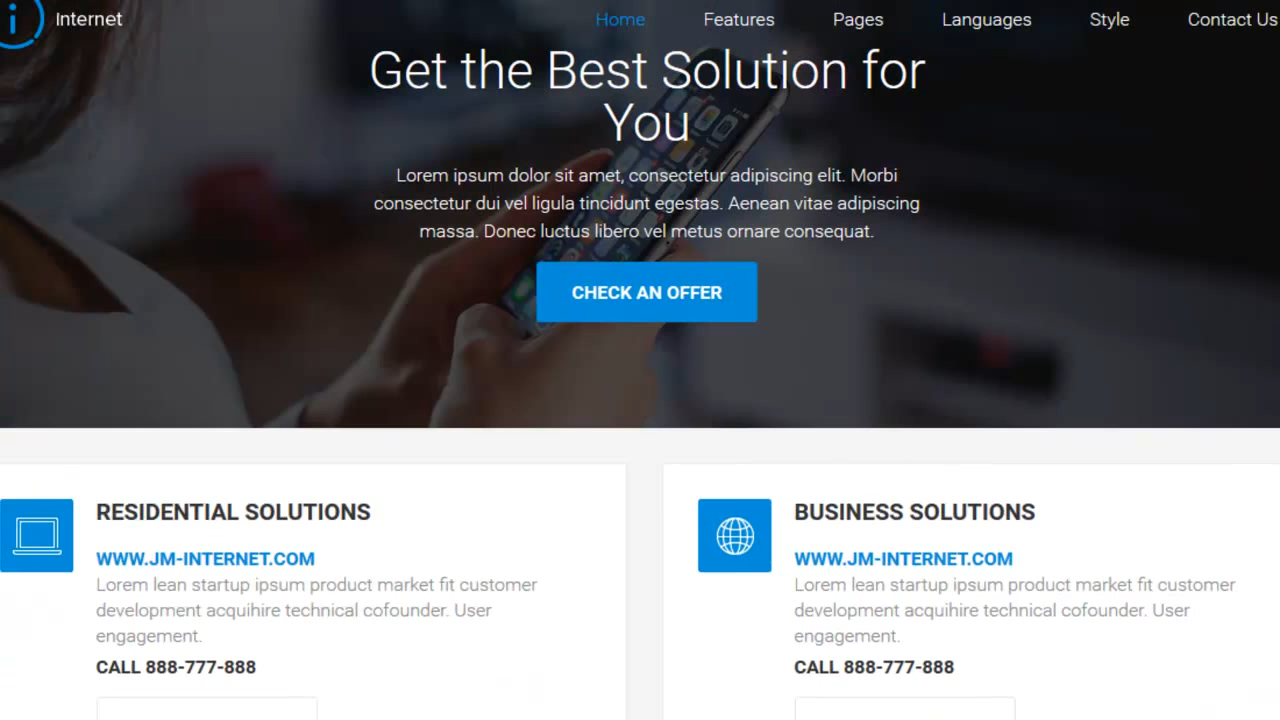 Internet
Home
Features
Pages
Languages
Style
Contact Us
Get the Best Solution for
You
Lorem ipsum dolor sit amet, consectetur adipiscing elit. Morbi
consectetur dui vel ligula tincidunt egestas. Aenean vitae adipiscing
massa. Donec luctus libero vel metus ornare consequat.
CHECK AN OFFER
RESIDENTIAL SOLUTIONS
WWW.JM-INTERNET.COM
Lorem lean startup ipsum product market fit customer
development acquihire technical cofounder. User
engagement.
CALL 888-777-888
BUSINESS SOLUTIONS
WWW.JM-INTERNET.COM
Lorem lean startup ipsum product market fit customer
development acquihire technical cofounder. User
engagement.
CALL 888-777-888